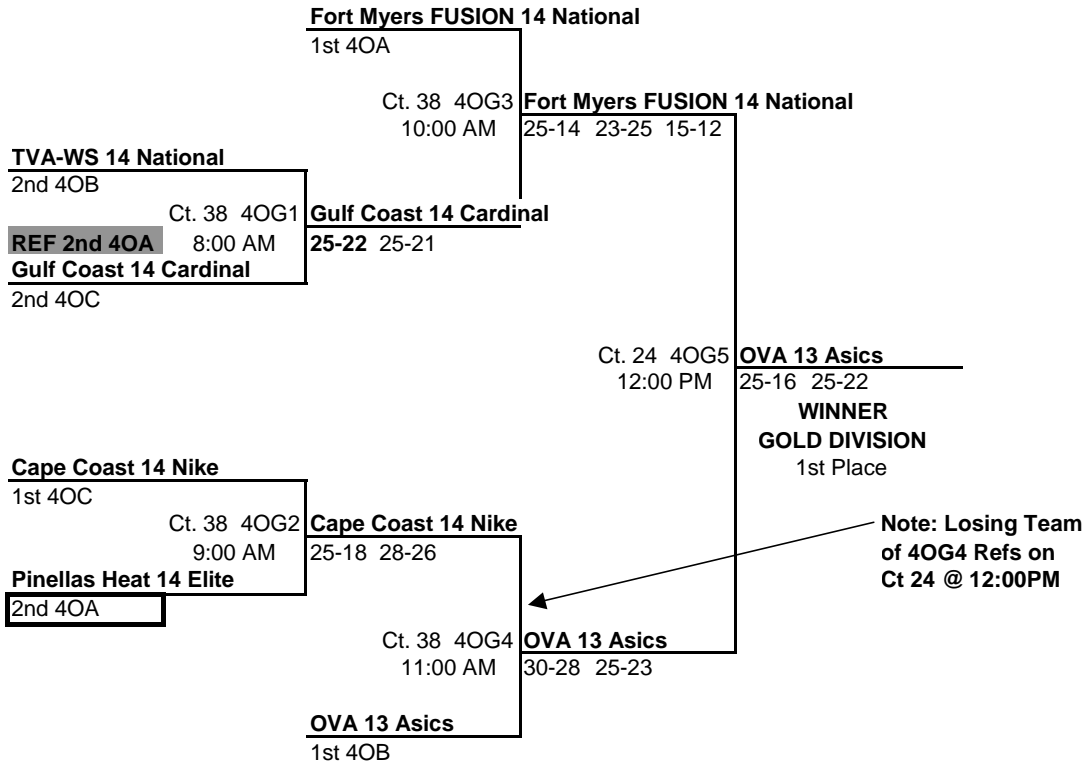 Fort Myers FUSION 14 National
1st 4OA
Ct. 38 4OG3 Fort Myers FUSION 14 National
10:00 AM 25-14 23-25 15-12
TVA-WS 14 National
2nd 4OB
Ct. 38 4OG1 Gulf Coast 14 Cardinal
REF 2nd 4OA 8:00 AM 25-22 25-21
Gulf Coast 14 Cardinal
2nd 4OC
Ct. 24 4OG5 OVA 13 Asics
12:00 PM 25-16 25-22
WINNER
GOLD DIVISION
Cape Coast 14 Nike 1st Place
1st 4OC
Ct. 38 4OG2 Cape Coast 14 Nike Note: Losing Team
9:00 AM 25-18 28-26 of 4OG4 Refs on
Pinellas Heat 14 Elite Ct 24 @ 12:00PM
2nd 4OA
Ct. 38 4OG4 OVA 13 Asics
11:00 AM 30-28 25-23
OVA 13 Asics
1st 4OB